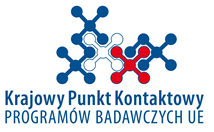 Krajowy Punkt Kontaktowy
PROGRAMÓW BADAWCZYCH UE